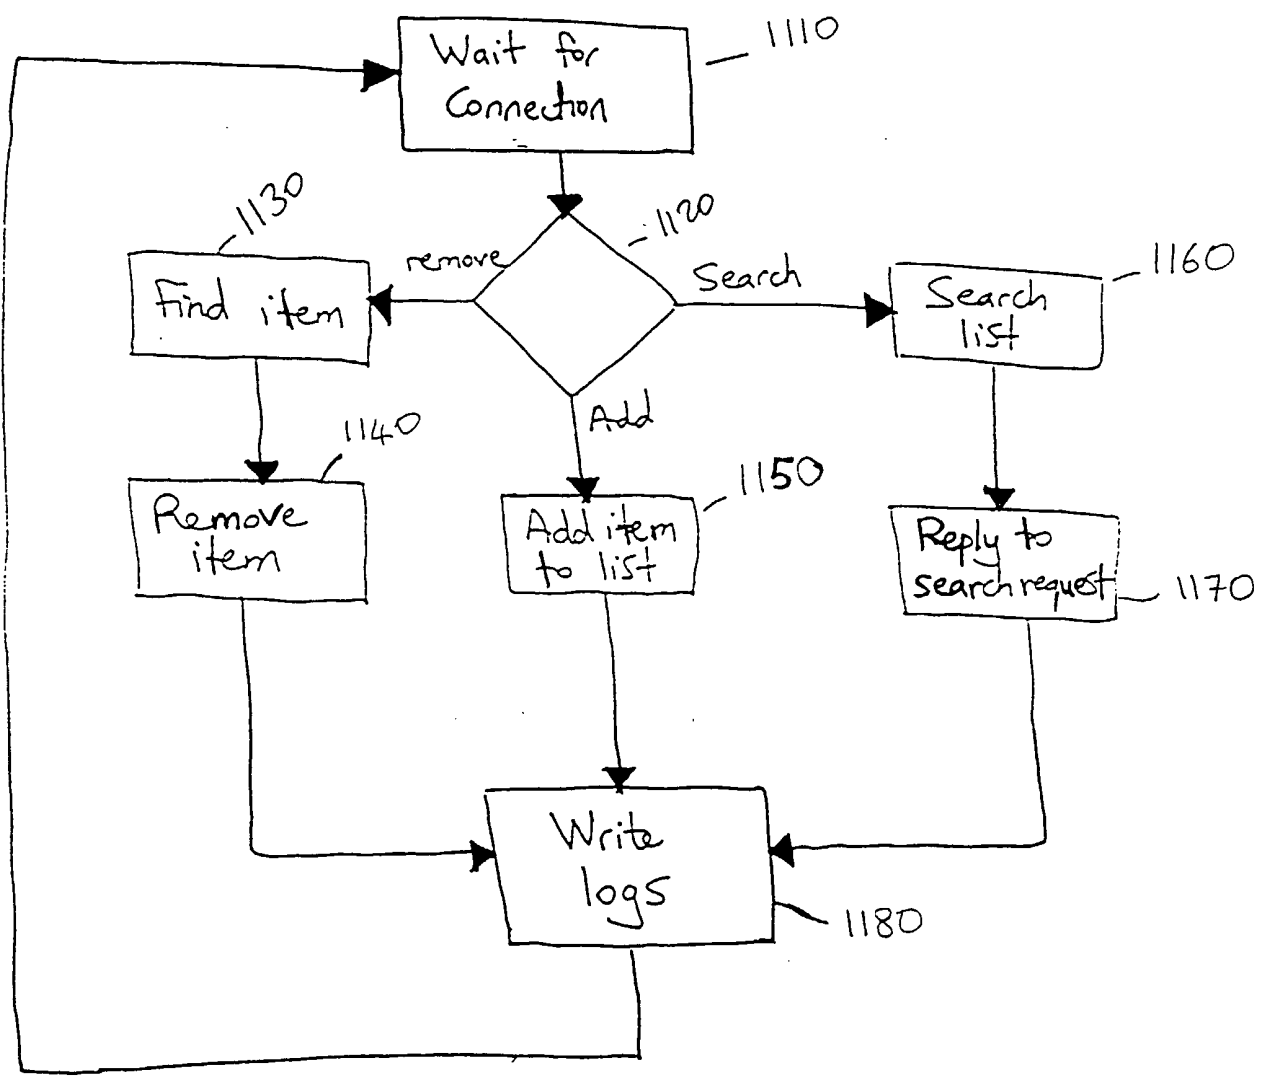 Wait for
Connection
1110
1120
remove
Search
Add
1130
Find item
1140
Remove
item
1150
Add item
to list
1160
Search
list
Reply to
search request
1170
Write
logs
1180